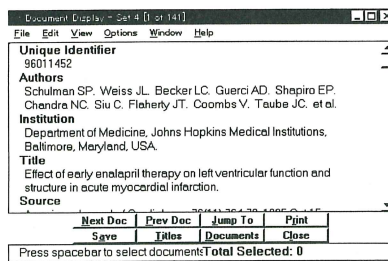 Document Display - Set 4 [1 of 141]
File Edit View Options Window Help
Unique Identifier
96011452
Authors
Schulman SP. Weiss JL. Becker LC. Guerci AD. Shapiro EP.
Chandra NC. Siu C. Flaherty JT. Coombs V. Taube JC. et al.
Institution
Department of Medicine, Johns Hopkins Medical Institutions,
Baltimore, Maryland, USA.
Title
Effect of early enalapril therapy on left ventricular function and
structure in acute myocardial infarction.
Source
Next Doc Prev Doc Jump To Print
Save Titles Documents Close
Press spacebar to select documents Total Selected: 0